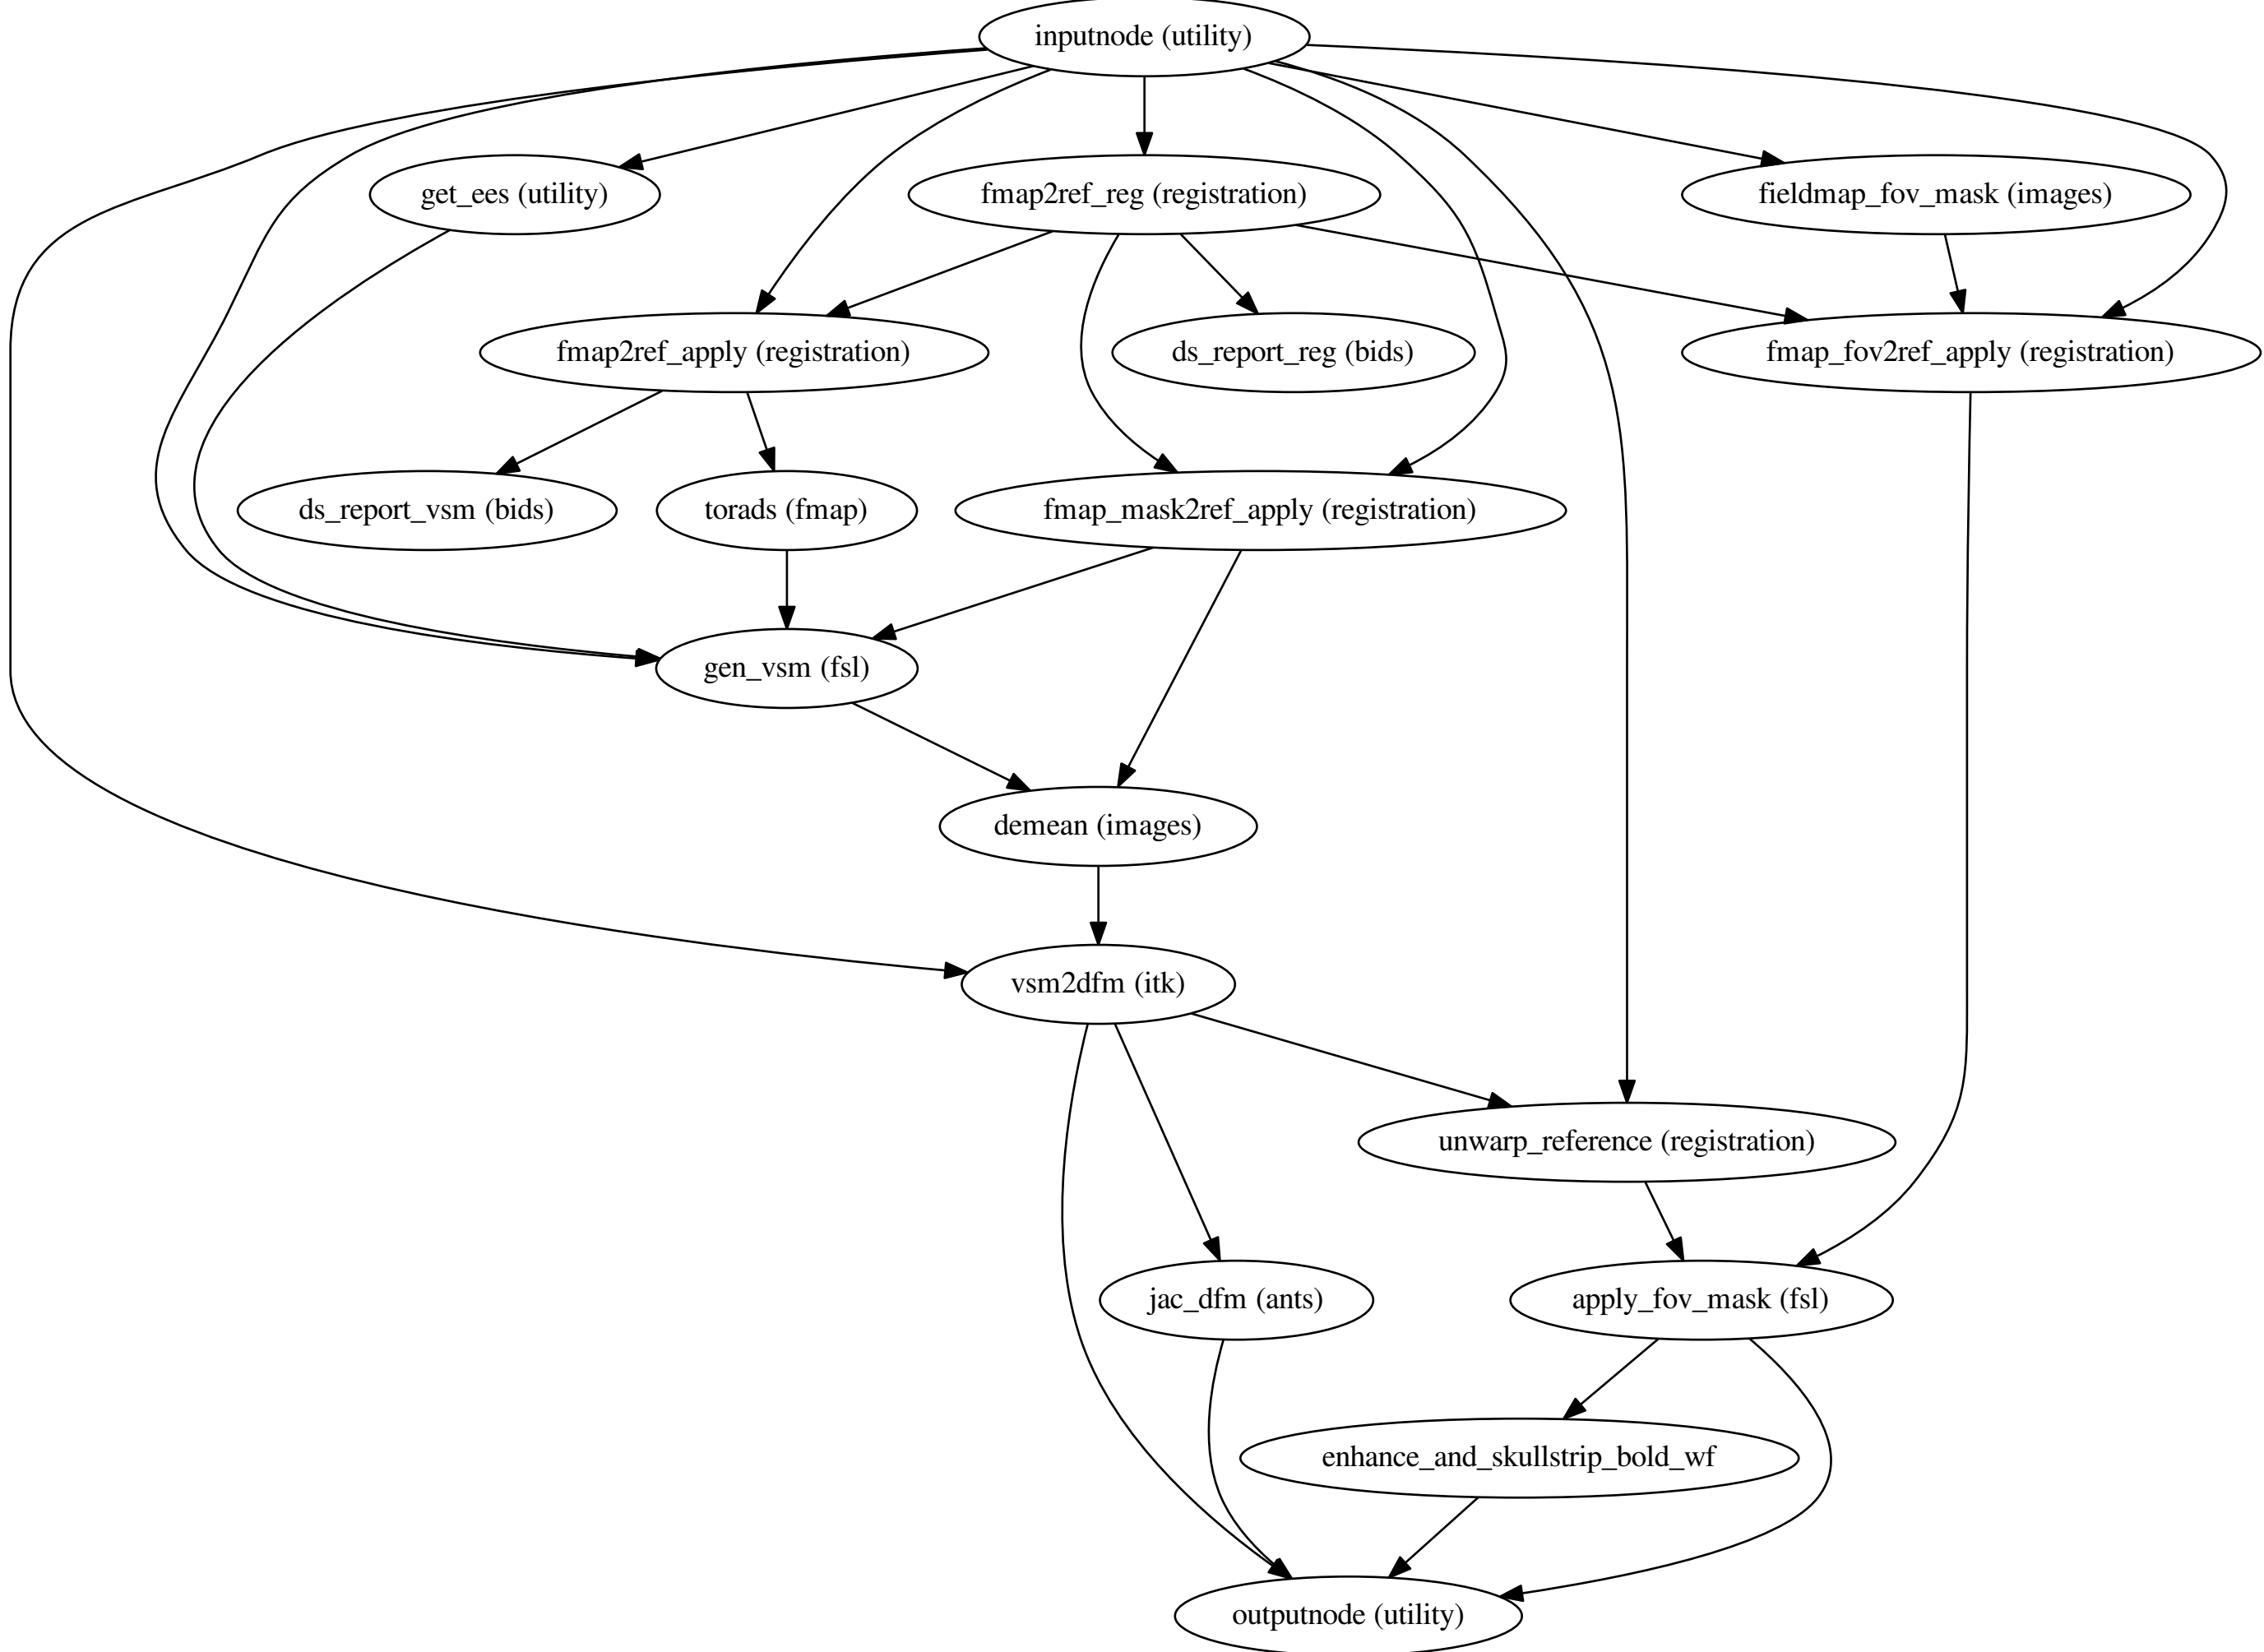 inputnode (utility)
get_ees (utility)
fmap2ref_reg (registration)
fieldmap_fov_mask (images)
fmap2ref_apply (registration)
ds_report_reg (bids)
fmap_fov2ref_apply (registration)
ds_report_vsm (bids)
torads (fmap)
fmap_mask2ref_apply (registration)
gen_vsm (fsl)
demean (images)
vsm2dfm (itk)
unwarp_reference (registration)
jac_dfm (ants)
apply_fov_mask (fsl)
enhance_and_skullstrip_bold_wf
outputnode (utility)